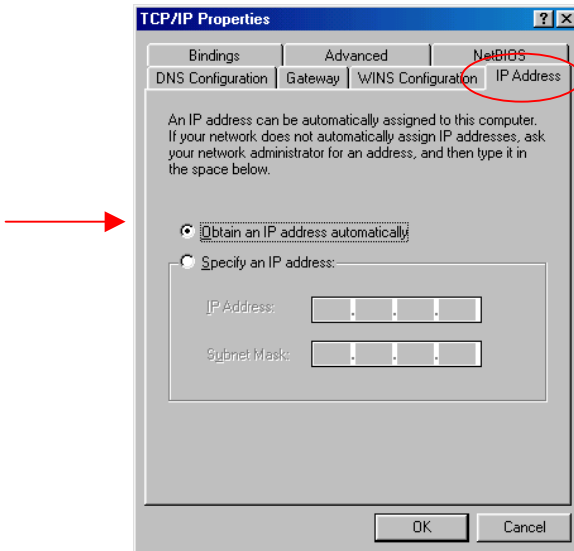 TCP/IP Properties
Bindings Advanced NetBIOS
DNS Configuration Gateway WINS Configuration IP Address
An IP address can be automatically assigned to this computer.
If your network does not automatically assign IP addresses, ask
your network administrator for an address, and then type it in
the space below.
Obtain an IP address automatically
Specify an IP address:
IP Address:
Subnet Mask:
OK Cancel